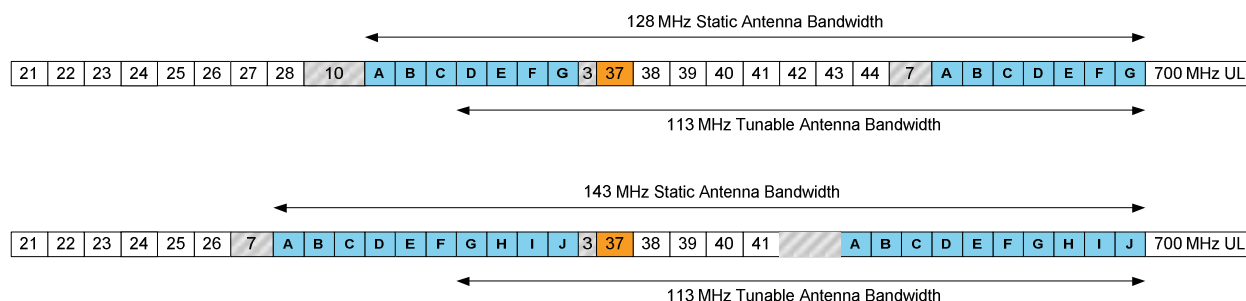 128 MHz Static Antenna Bandwidth
21 22 23 24 25 26 27 28 10 A B C D E F G 3 37 38 39 40 41 42 43 44 7 A B C D E F G 700 MHz UL
113 MHz Tunable Antenna Bandwidth
143 MHz Static Antenna Bandwidth
21 22 23 24 25 26 7 A B C D E F G H I J 3 37 38 39 40 41 A B C D E F G H I J 700 MHz UL
113 MHz Tunable Antenna Bandwidth